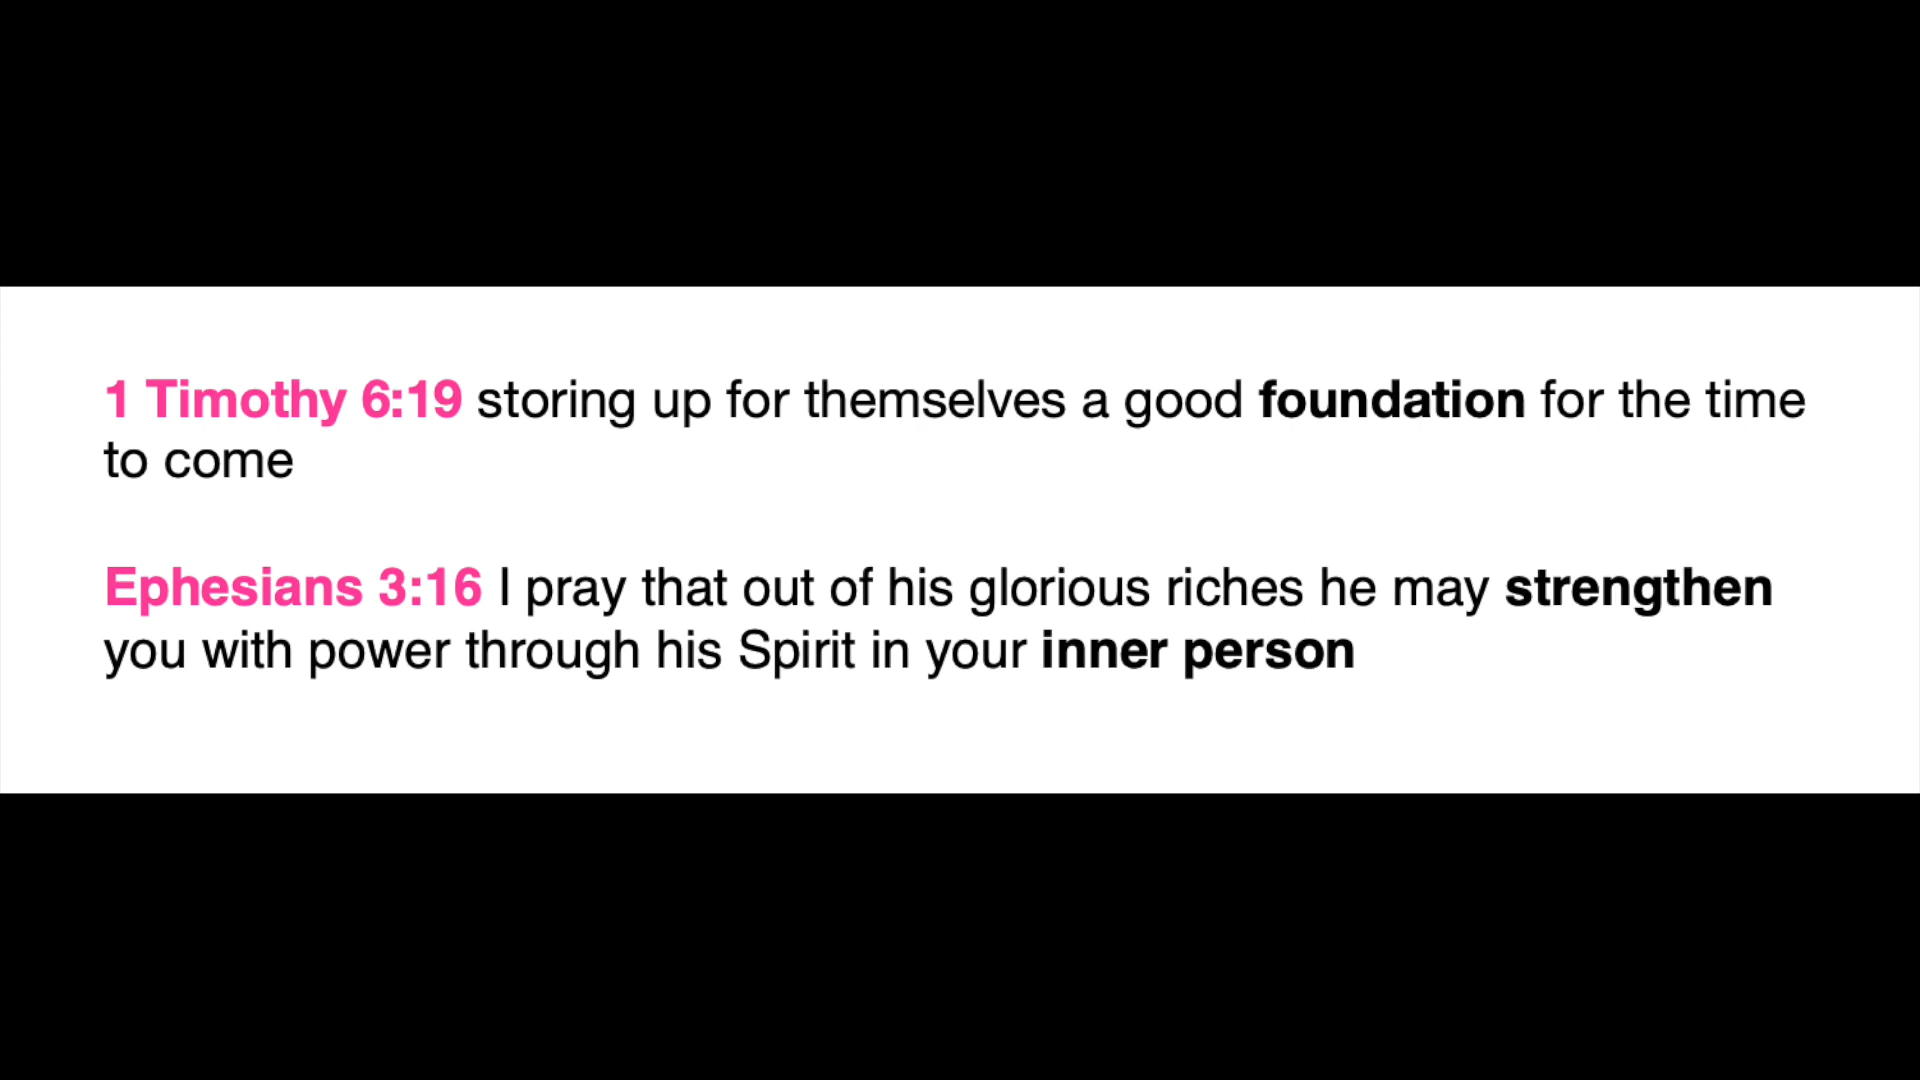 1 Timothy 6:19 storing up for themselves a good foundation for the time
to come
Ephesians 3:16 I pray that out of his glorious riches he may strengthen
you with power through his Spirit in your inner person